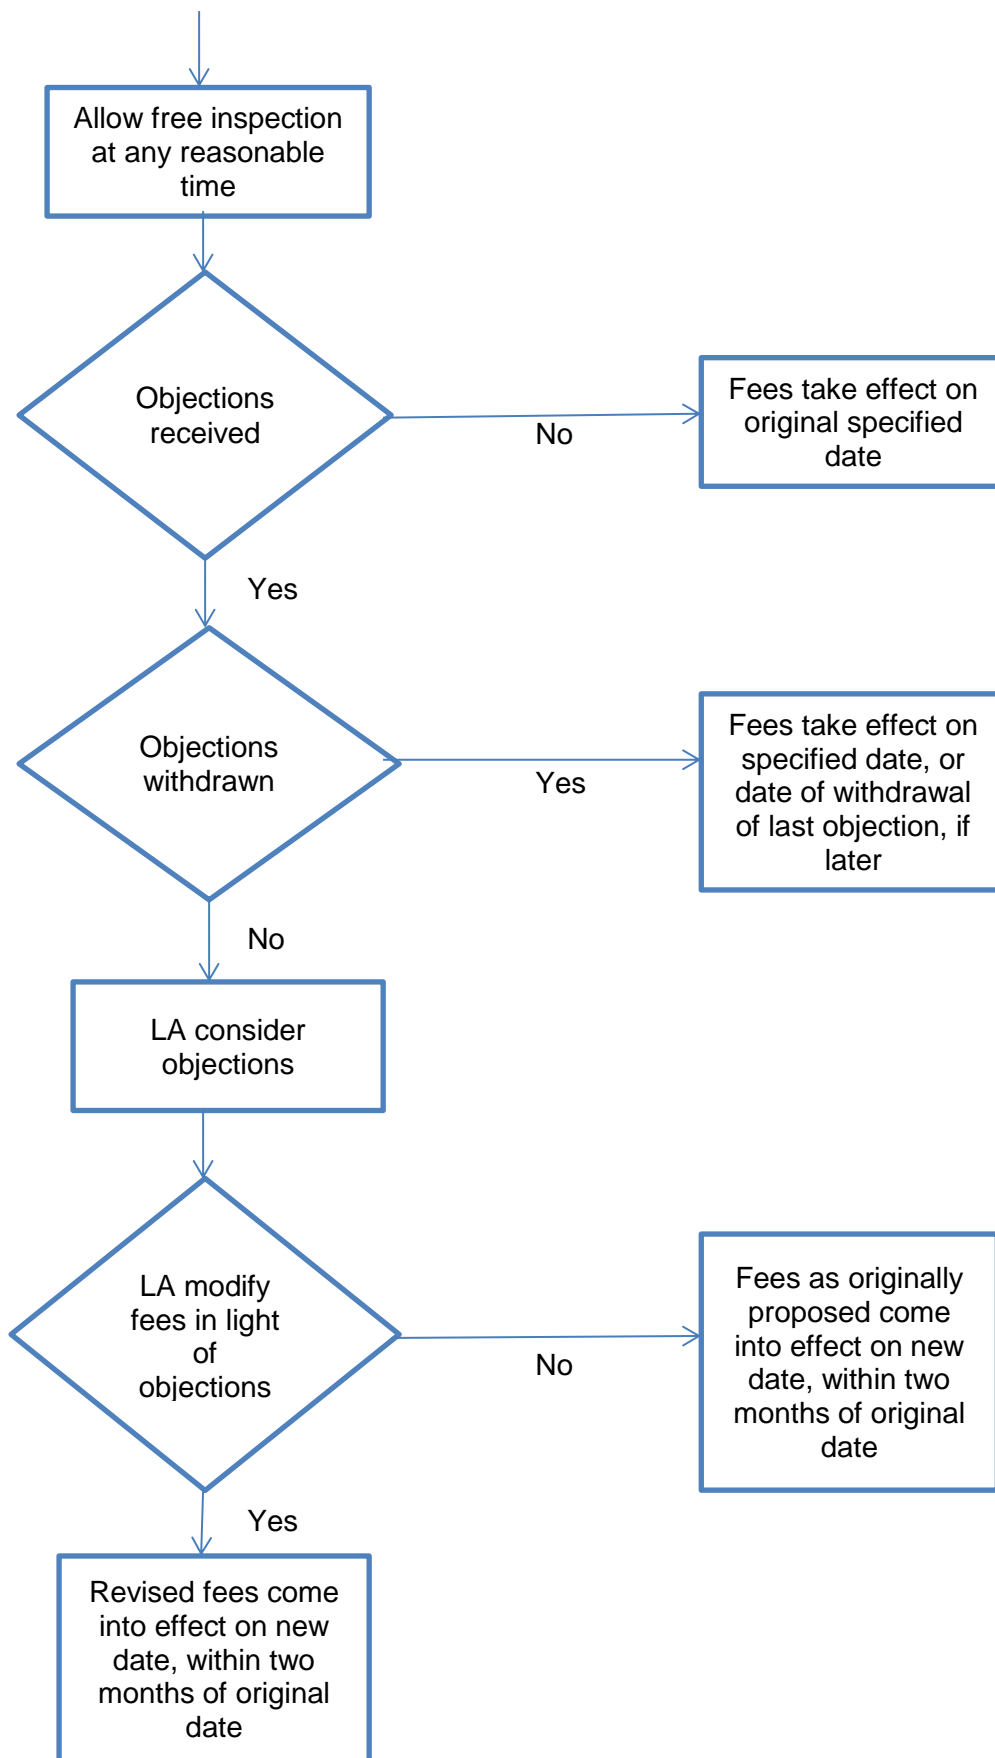 Allow free inspection
at any reasonable
time
Objections
received
No
Fees take effect on
original specified
date
Yes
Objections
withdrawn
Yes
Fees take effect on
specified date, or
date of withdrawal
of last objection, if
later
No
LA consider
objections
LA modify
fees in light
of
objections
No
Fees as originally
proposed come
into effect on new
date, within two
months of original
date
Yes
Revised fees come
into effect on new
date, within two
months of original
date